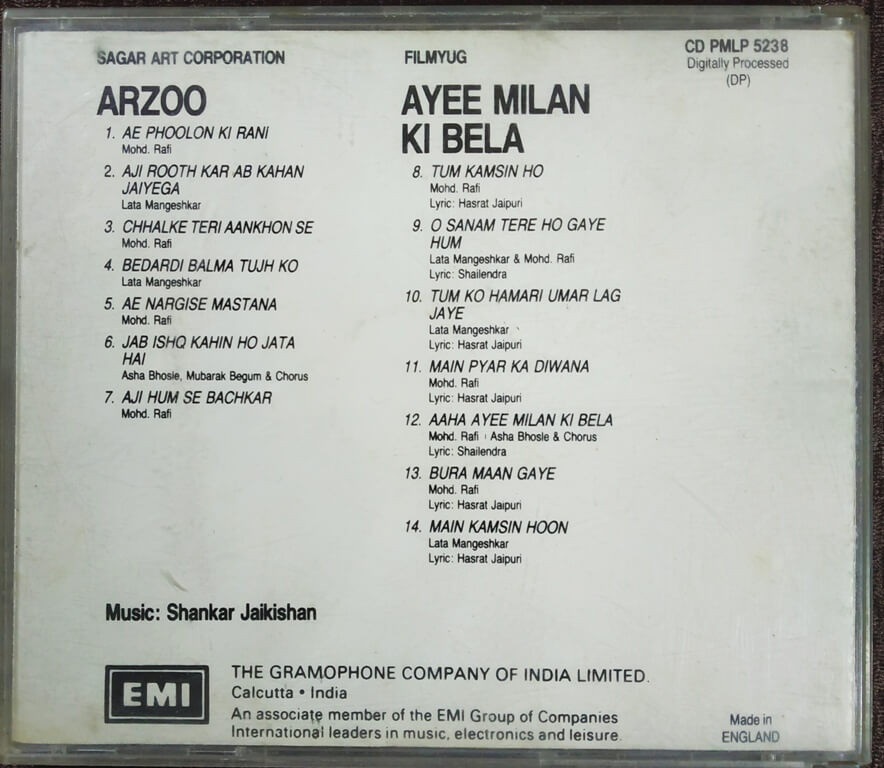 SAGAR ART CORPORATION
ARZOO
1. AE PHOOLON KI RANI
Mohd. Rafi
2. AJI ROOTH KAR AB KAHAN
JAIYEGA
Lata Mangeshkar
3. CHHALKE TERI AANKHON SE
Mohd. Rafi
4. BEDARDI BALMA TUJH KO
Lata Mangeshkar
5. AE NARGISE MASTANA
Mohd. Rafi
6. JAB ISHQ KAHIN HO JATA
HAI
Asha Bhosle, Mubarak Begum & Chorus
7. AJI HUM SE BACHKAR
Mohd. Rafi
FILMYUG
AYEE MILAN
KI BELA
8. TUM KAMSIN HO
Mohd. Rafi
Lyric: Hasrat Jaipuri
9. O SANAM TERE HO GAYE
HUM
Lata Mangeshkar & Mohd. Rafi
Lyric: Shailendra
10. TUM KO HAMARI UMAR LAG
JAYE
Lata Mangeshkar
Lyric: Hasrat Jaipuri
11. MAIN PYAR KA DIWANA
Mohd. Rafi
Lyric: Hasrat Jaipuri
12. AAHA AYEE MILAN KI BELA
Mohd. Rafi , Asha Bhosle & Chorus
Lyric: Shailendra
13. BURA MAAN GAYE
Mohd. Rafi
Lyric: Hasrat Jaipuri
14. MAIN KAMSIN HOON
Lata Mangeshkar
Lyric: Hasrat Jaipuri
CD PMLP 5238
Digitally Processed
(DP)
Music: Shankar Jaikishan
EMI
THE GRAMOPHONE COMPANY OF INDIA LIMITED.
Calcutta • India
An associate member of the EMI Group of Companies
International leaders in music, electronics and leisure.
Made in
ENGLAND